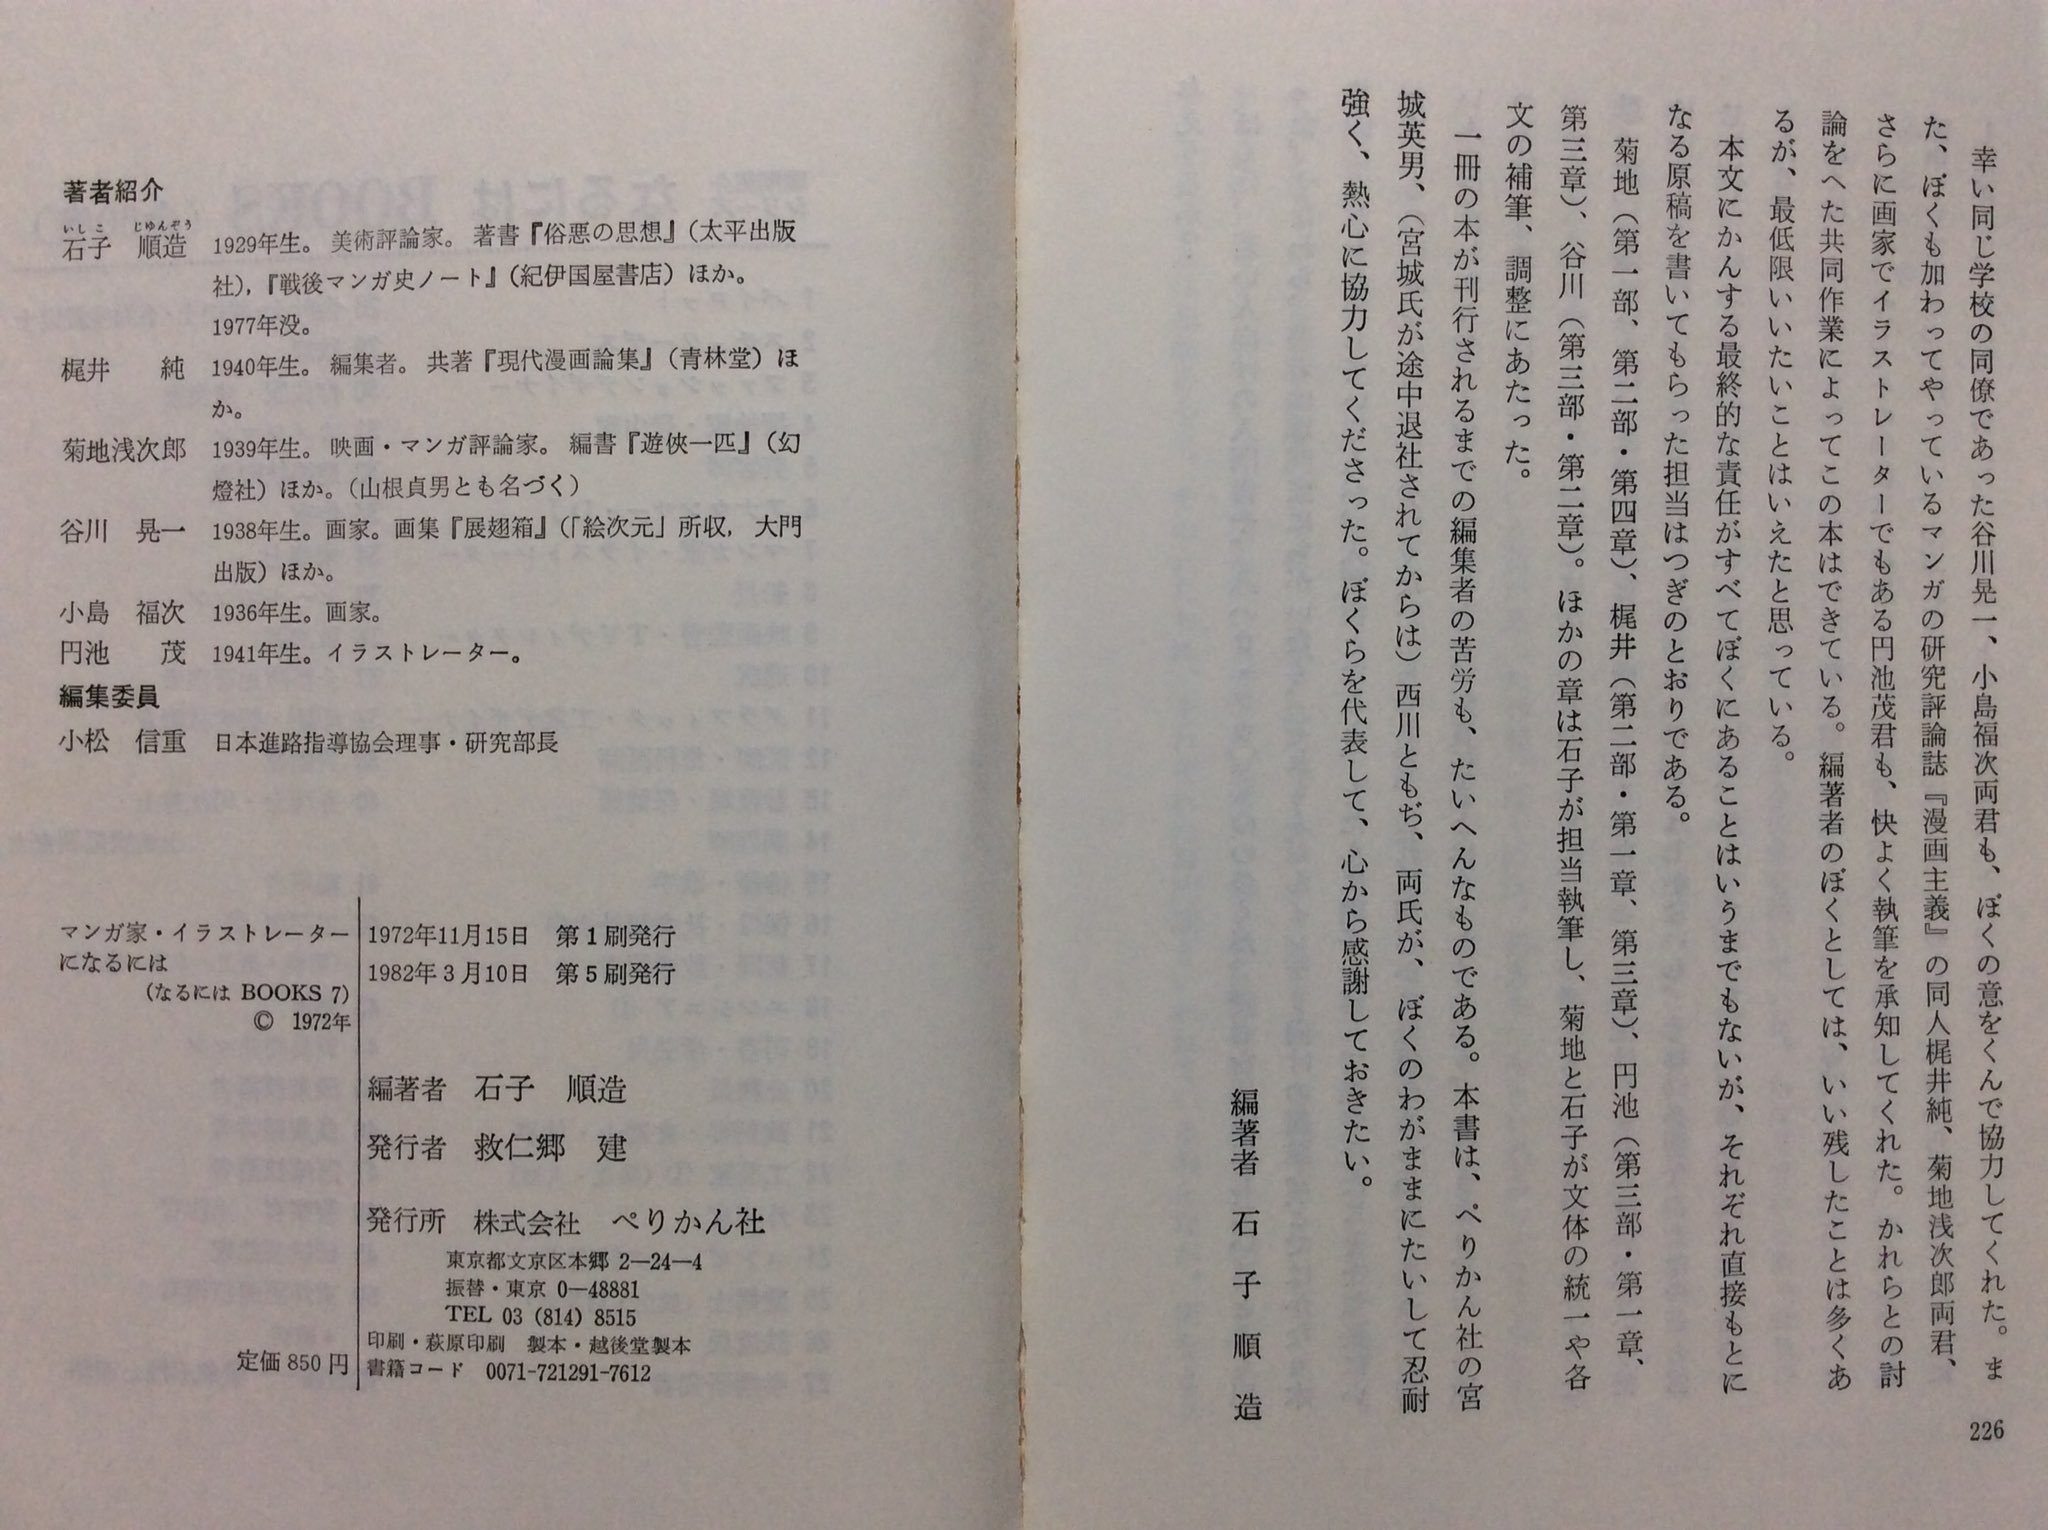 幸い同じ学校の同僚であった谷川晃一、小島福次両君も、ぼくの意をくんで協力してくれた。ま
た、ぼくも加わってやっているマンガの研究評論誌『漫画主義』の同人梶井純、菊地浅次郎両君、
さらに画家でイラストレーターでもある円池茂君も、快よく執筆を承知してくれた。かれらとの討
論をへた共同作業によってこの本はできている。編著者のぼくとしては、いい残したことは多くあ
るが、最低限いいたいことはいえたと思っている。
本文にかんする最終的な責任がすべてぼくにあることはいうまでもないが、それぞれ直接もとに
なる原稿を書いてもらった担当はつぎのとおりである。
菊地（第一部、第二部・第四章）、梶井（第二部・第一章、第三章）、円池（第三部・第一章、
第三章）、谷川（第三部・第二章）。ほかの章は石子が担当執筆し、菊地と石子が文体の統一や各
文の補筆、調整にあたった。
一冊の本が刊行されるまでの編集者の苦労も、たいへんなものである。本書は、ぺりかん社の宮
城英男、（宮城氏が途中退社されてからは）西川ともぢ、両氏が、ぼくのわがままにたいして忍耐
強く、熱心に協力してくださった。ぼくらを代表して、心から感謝しておきたい。
編著者 石子順造
226
著者紹介
いしこ じゆんぞう
石子 順造 1929年生。美術評論家。著書『俗悪の思想』（太平出版
社），『戦後マンガ史ノート』（紀伊国屋書店）ほか。
1977年没。
梶井 純 1940年生。編集者。共著『現代漫画論集』（青林堂）ほ
か。
菊地浅次郎 1939年生。映画・マンガ評論家。編書『遊俠一匹』（幻
燈社）ほか。（山根貞男とも名づく）
谷川 晃一 1938年生。画家。画集『展翅箱』（「絵次元」所収，大門
出版）ほか。
小島 福次 1936年生。画家。
円池 茂 1941年生。イラストレーター。
編集委員
小松 信重 日本進路指導協会理事・研究部長
マンガ家・イラストレーター
になるには
（なるには BOOKS 7）
© 1972年
定価 850 円
1972年11月15日 第1刷発行
1982年3月10日 第5刷発行
編著者 石子 順造
発行者 救仁郷 建
発行所 株式会社 ぺりかん社
東京都文京区本郷 2—24—4
振替・東京 0—48881
TEL 03 (814) 8515
印刷・萩原印刷 製本・越後堂製本
書籍コード 0071-721291-7612